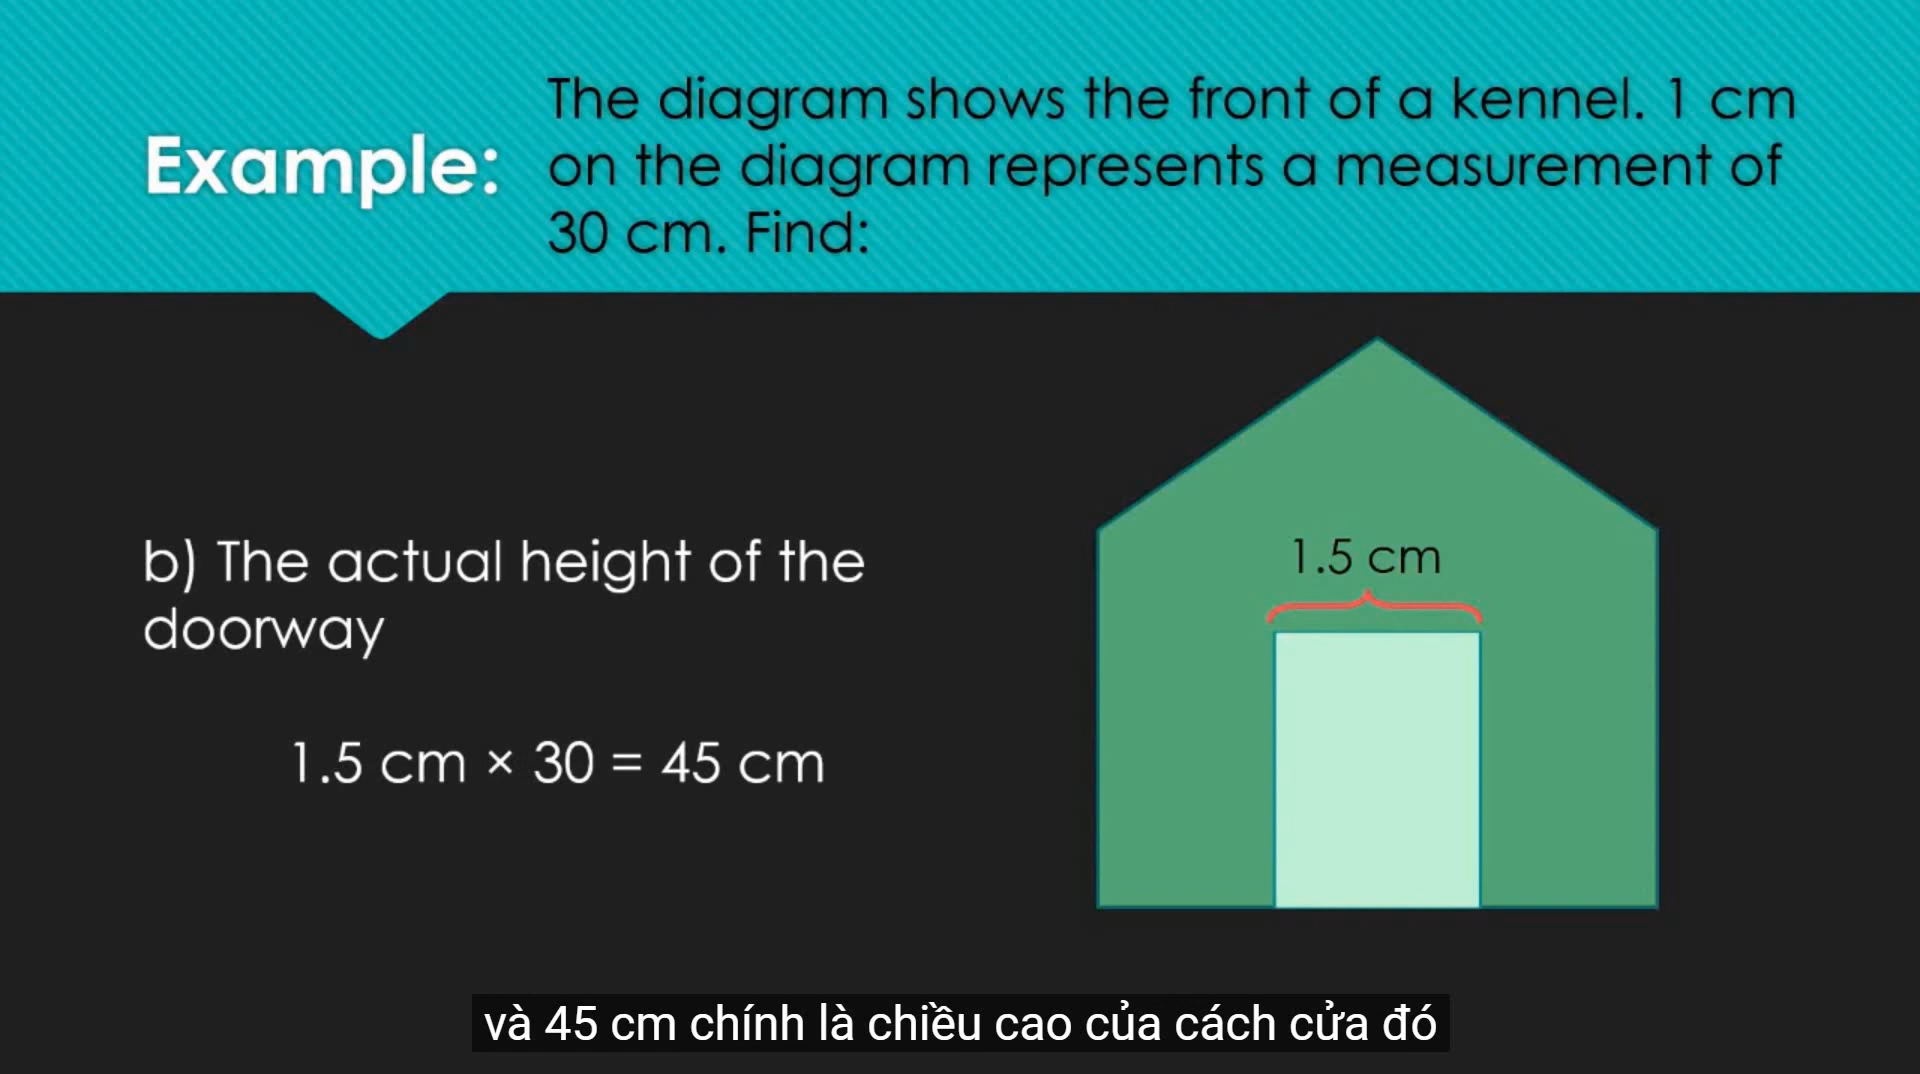 Example:
The diagram shows the front of a kennel. 1 cm
on the diagram represents a measurement of
30 cm. Find:
b) The actual height of the
doorway
1.5 cm × 30 = 45 cm
1.5 cm
và 45 cm chính là chiều cao của cách cửa đó